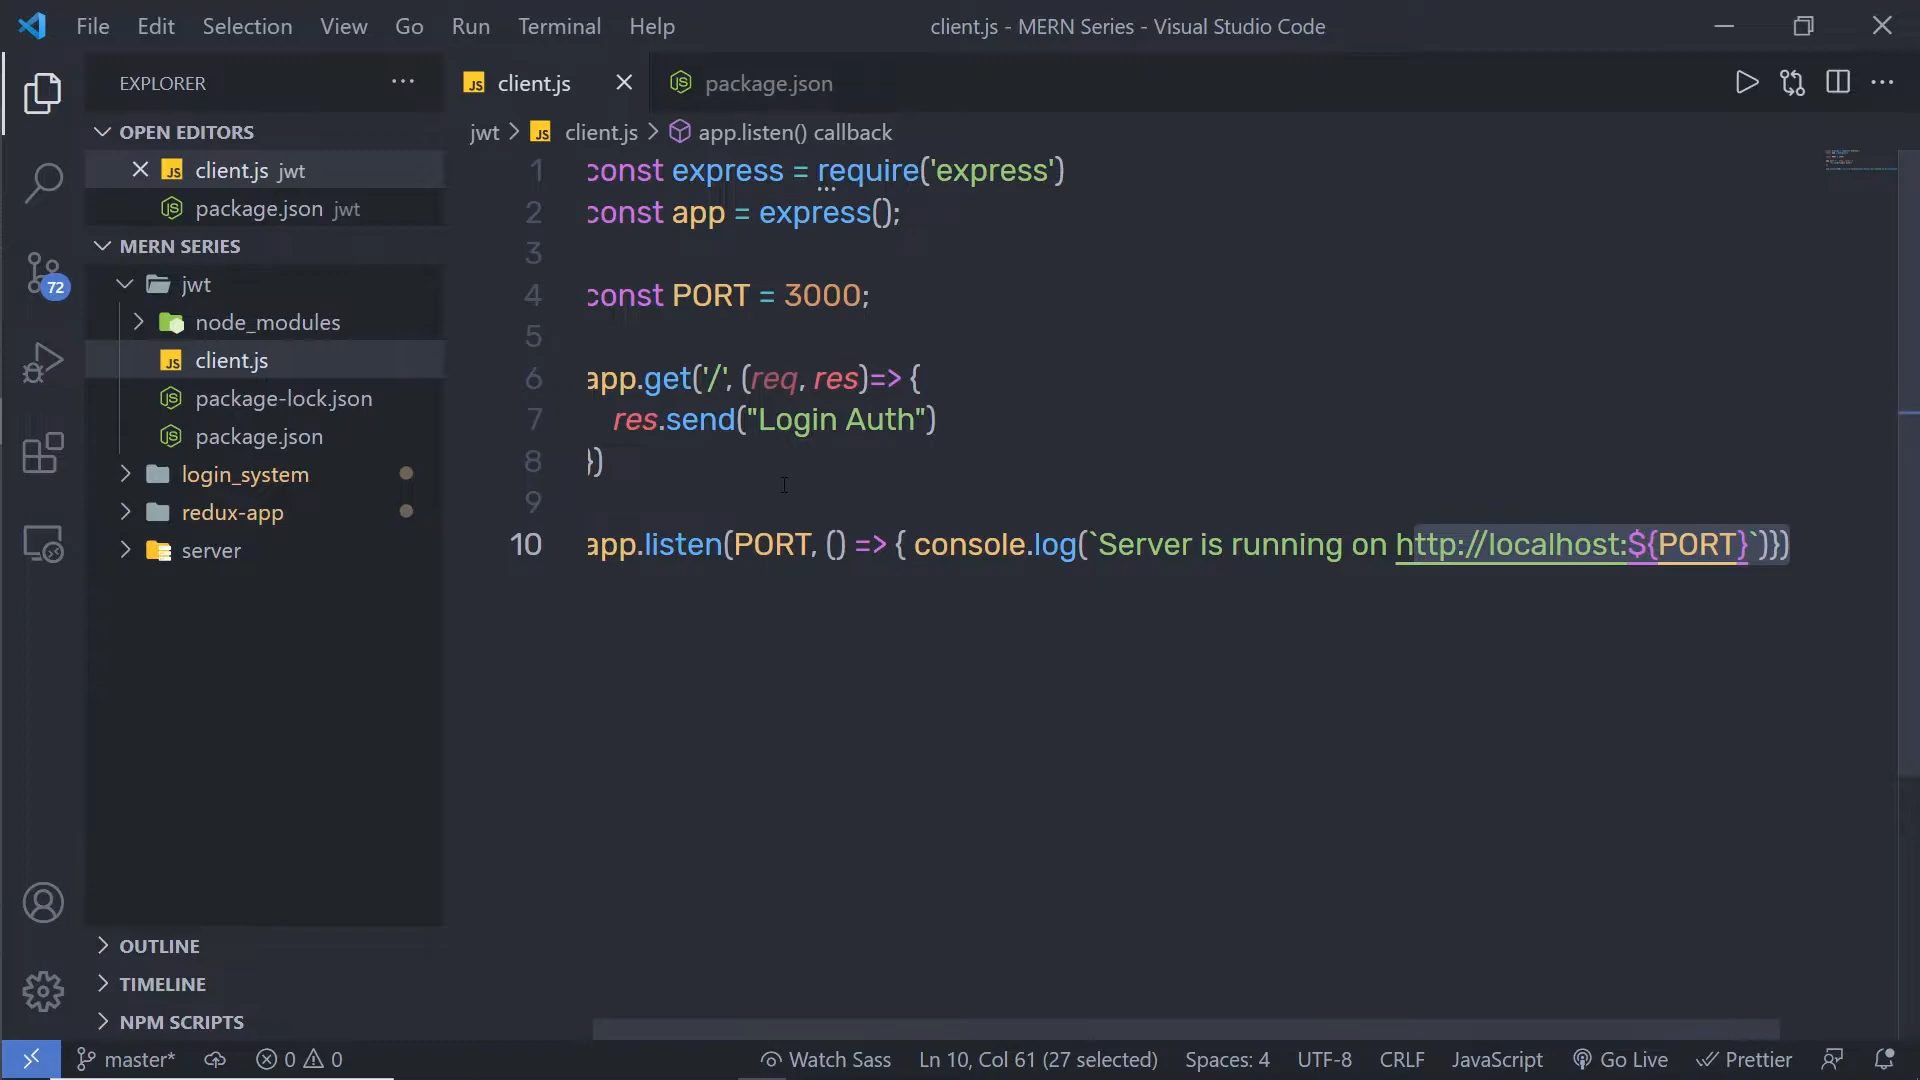 File Edit Selection View Go Run Terminal Help client.js - MERN Series - Visual Studio Code
EXPLORER
client.js
package.json
OPEN EDITORS
jwt > client.js > app.listen() callback
client.js jwt
package.json jwt
MERN SERIES
jwt
node_modules
client.js
package-lock.json
package.json
login_system
redux-app
server
72
1 const express = require('express')
2 const app = express();
3
4 const PORT = 3000;
5
6 app.get('/', (req, res)=> {
7 res.send("Login Auth")
8 })
9
10 app.listen(PORT, () => { console.log(`Server is running on http://localhost:${PORT}`)})
OUTLINE
TIMELINE
NPM SCRIPTS
master* 0 0 Watch Sass Ln 10, Col 61 (27 selected) Spaces: 4 UTF-8 CRLF JavaScript Go Live Prettier